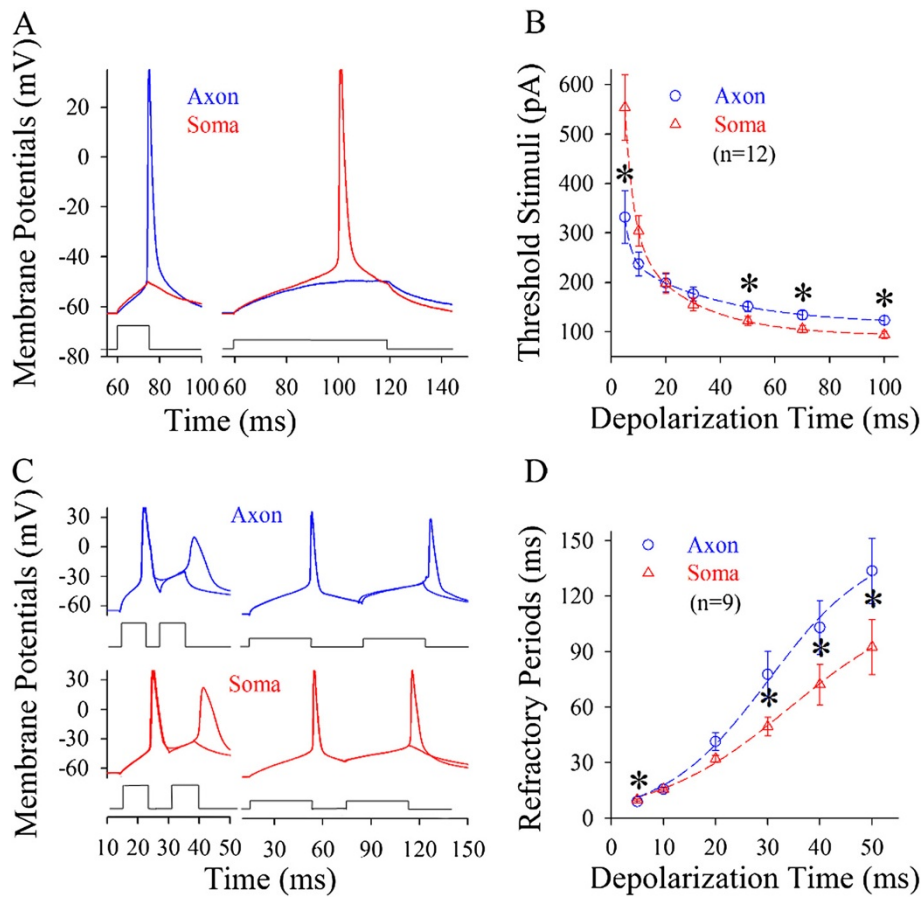 A
Membrane Potentials (mV)
20
0
-20
-40
-60
-80
Axon
Soma
60 80 100 60 80 100 120 140
Time (ms)
B
Threshold Stimuli (pA)
600
500
400
300
200
100
Axon
Soma
(n=12)
*
* * *
0 20 40 60 80 100
Depolarization Time (ms)
C
Membrane Potentials (mV)
30
0
-30
-60
Axon
30
0
-30
-60
Soma
10 20 30 40 50 30 60 90 120 150
Time (ms)
D
Refractory Periods (ms)
150
120
90
60
30
0
Axon
Soma
(n=9)
* * * *
0 10 20 30 40 50
Depolarization Time (ms)